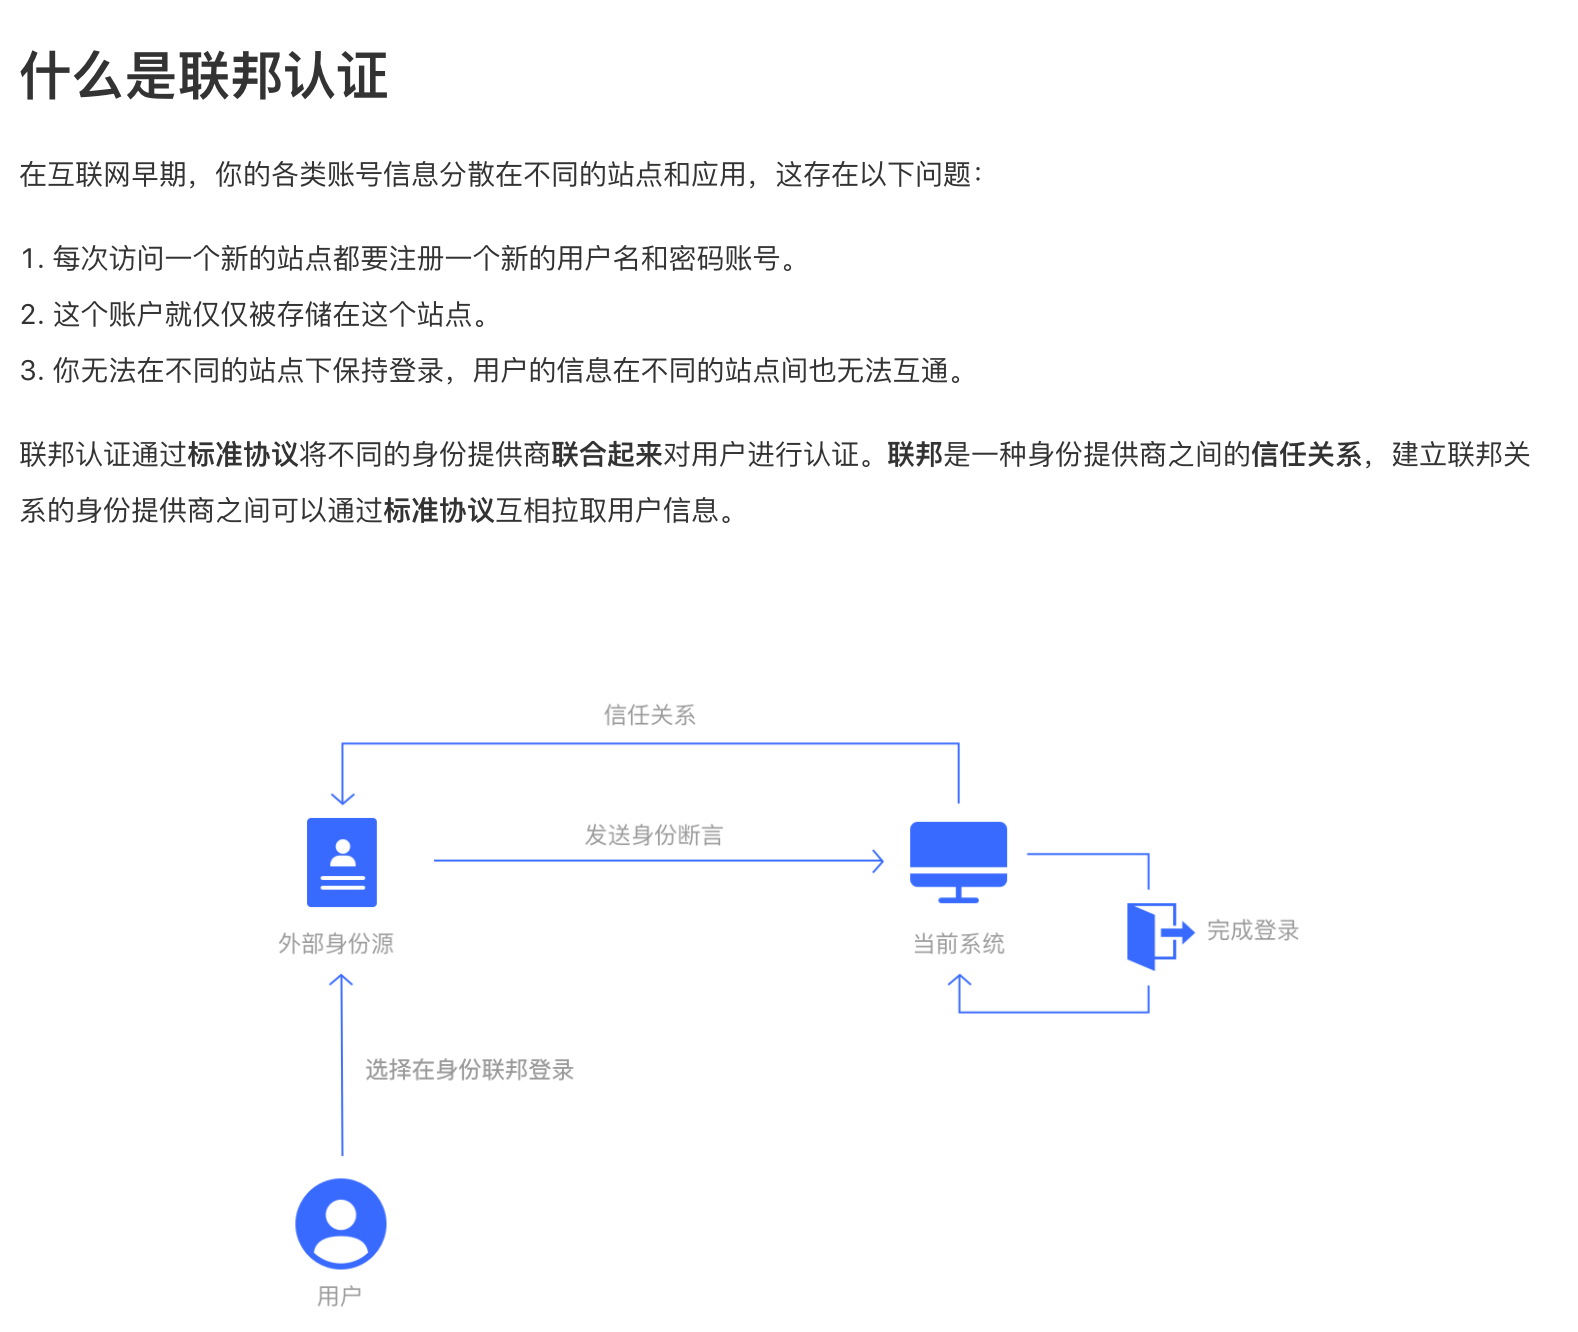 什么是联邦认证
在互联网早期，你的各类账号信息分散在不同的站点和应用，这存在以下问题：
1. 每次访问一个新的站点都要注册一个新的用户名和密码账号。
2. 这个账户就仅仅被存储在这个站点。
3. 你无法在不同的站点下保持登录，用户的信息在不同的站点间也无法互通。
联邦认证通过标准协议将不同的身份提供商联合起来对用户进行认证。联邦是一种身份提供商之间的信任关系，建立联邦关
系的身份提供商之间可以通过标准协议互相拉取用户信息。
信任关系
发送身份断言
外部身份源
当前系统
完成登录
选择在身份联邦登录
用户